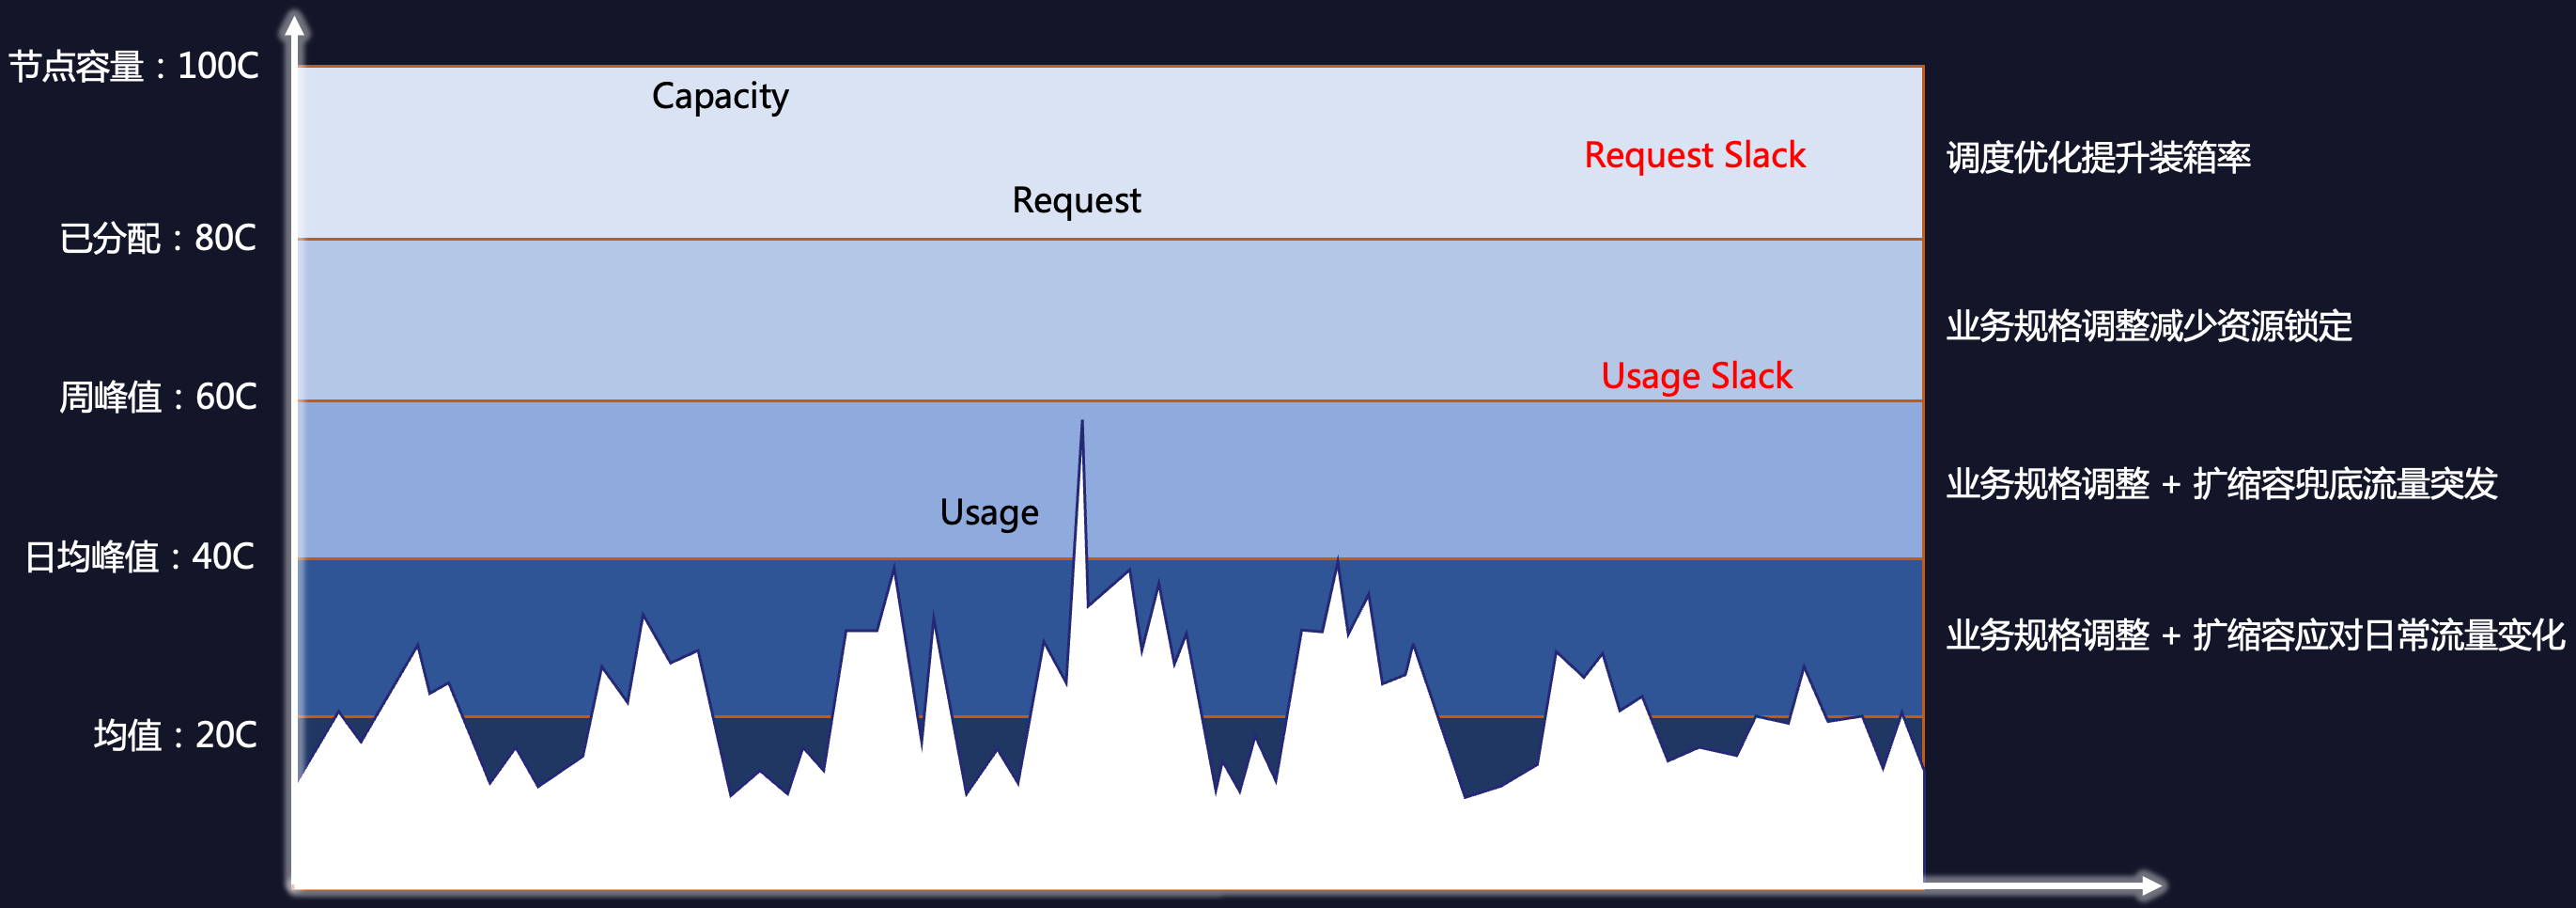 节点容量：100C
Capacity
Request Slack
调度优化提升装箱率
Request
已分配：80C
业务规格调整减少资源锁定
Usage Slack
周峰值：60C
业务规格调整 + 扩缩容兜底流量突发
Usage
日均峰值：40C
业务规格调整 + 扩缩容应对日常流量变化
均值：20C